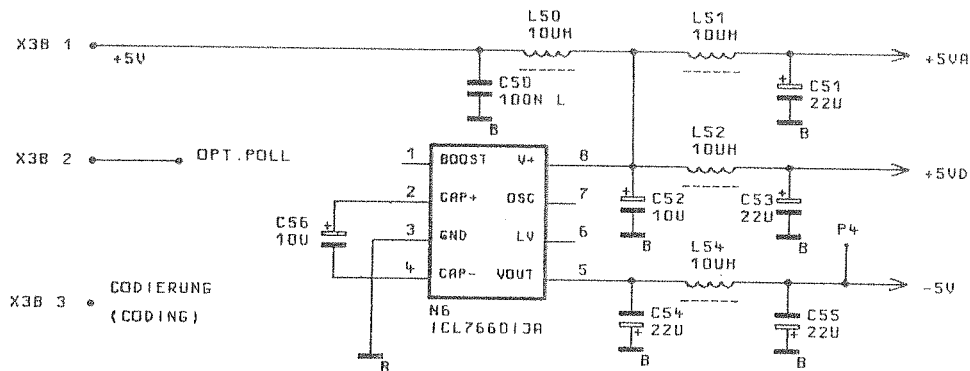 L50
10UH
L51
10UH
X3B 1
+5V
+5VA
C50
100N L
B
C51
22U
B
L52
10UH
X3B 2
OPT.POLL
1
BOOST
V+
8
+5VD
2
CAP+
OSC
7
C52
10U
B
C53
22U
B
C56
10U
3
GND
LV
6
P4
L54
10UH
4
CAP-
VOUT
5
-5V
X3B 3
CODIERUNG
(CODING)
N6
ICL7660IJA
C54
22U
B
C55
22U
B
B